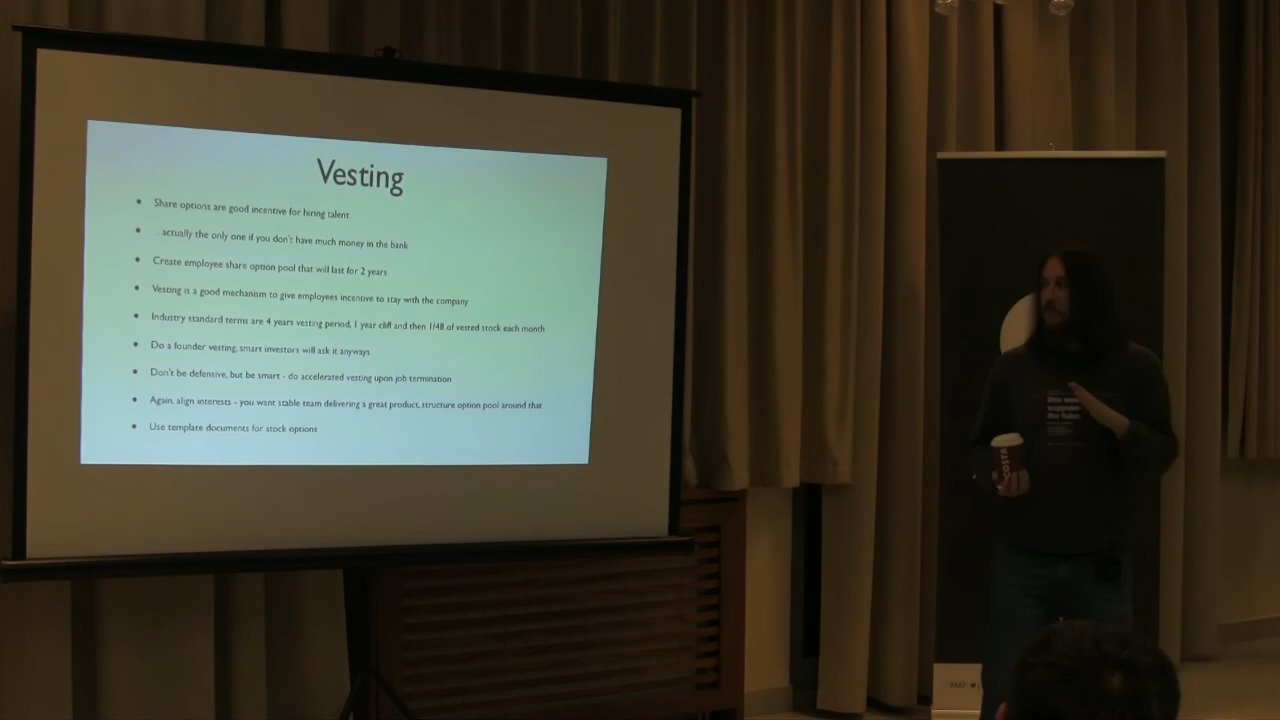 Vesting
Share options are good incentive for hiring talent
...actually the only one if you don't have much money in the bank
Create employee share option pool that will last for 2 years
Vesting is a good mechanism to give employees incentive to stay with the company
Industry standard terms are 4 years vesting period, 1 year cliff and then 1/48 of vested stock each month
Do a founder vesting, smart investors will ask it anyways
Don't be defensive, but be smart - do accelerated vesting upon job termination
Again, align interests - you want stable team delivering a great product, structure option pool around that
Use template documents for stock options
this was
the future
COSTA